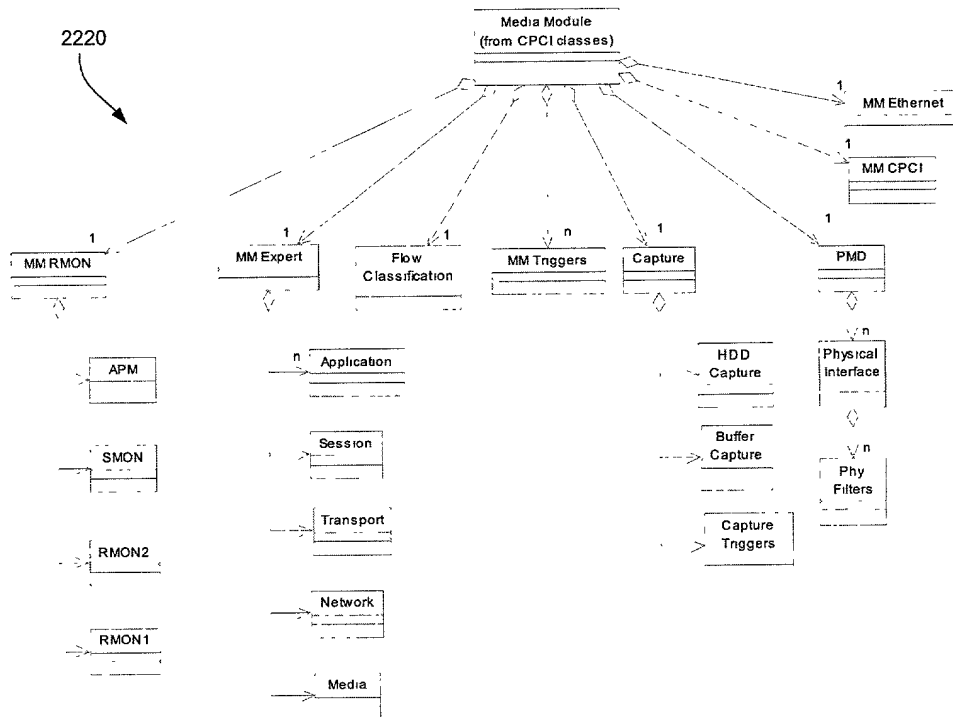 2220
Media Module
(from CPCI classes)
1
MM Ethernet
1
MM CPCI
1
MM RMON
1
MM Expert
1
Flow
Classification
n
MM Triggers
1
Capture
1
PMD
APM
SMON
RMON2
RMON1
n
Application
Session
Transport
Network
Media
HDD
Capture
Buffer
Capture
Capture
Triggers
n
Physical
Interface
n
Phy
Filters